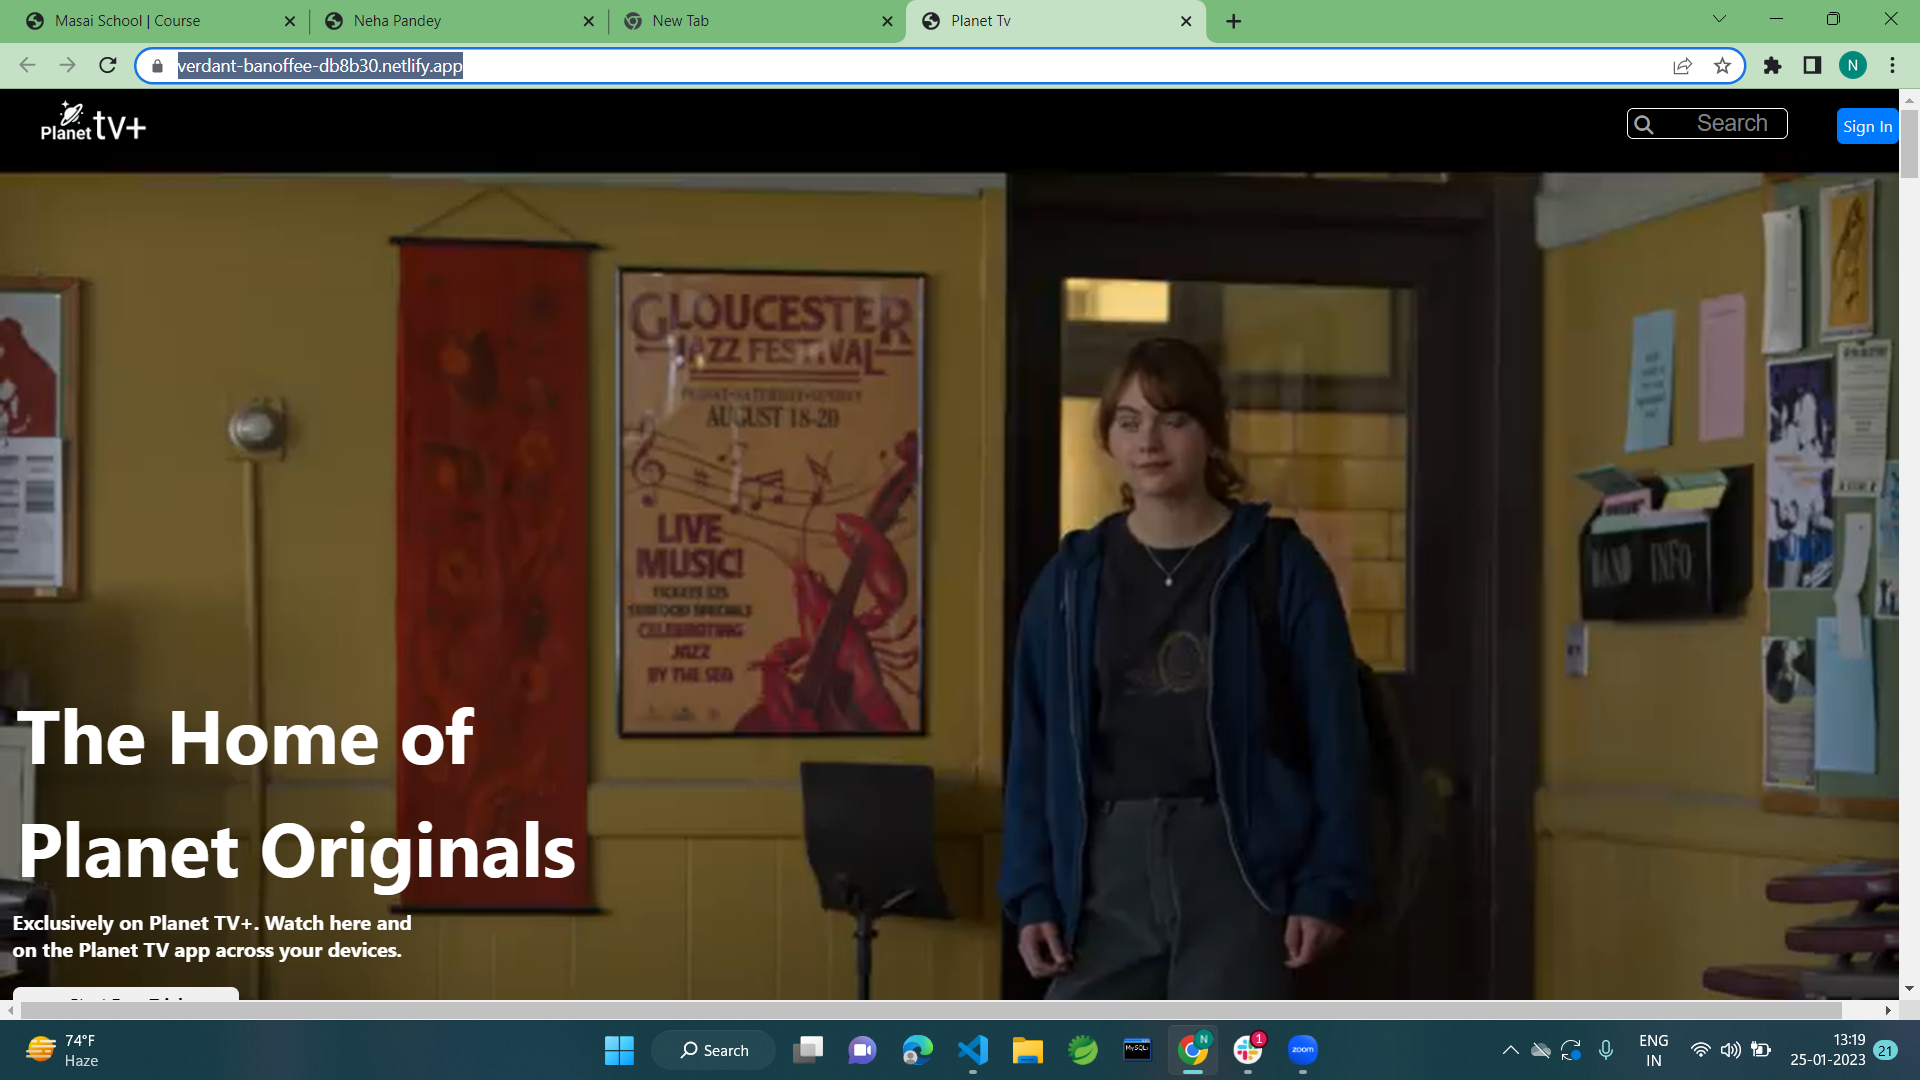 Masai School | Course
Neha Pandey
New Tab
Planet Tv
verdant-banoffee-db8b30.netlify.app
N
Planet tv+
Search
Sign In
GLOUCESTER
JAZZ FESTIVAL
AUGUST 18-20
LIVE
MUSIC!
TICKETS $25
SEAFOOD SPECIALS
CELEBRATING
JAZZ
BY THE SEA
BAND INFO
The Home of
Planet Originals
Exclusively on Planet TV+. Watch here and
on the Planet TV app across your devices.
74°F
Haze
Search
MySQL
N
1
zoom
ENG
IN
13:19
25-01-2023
21